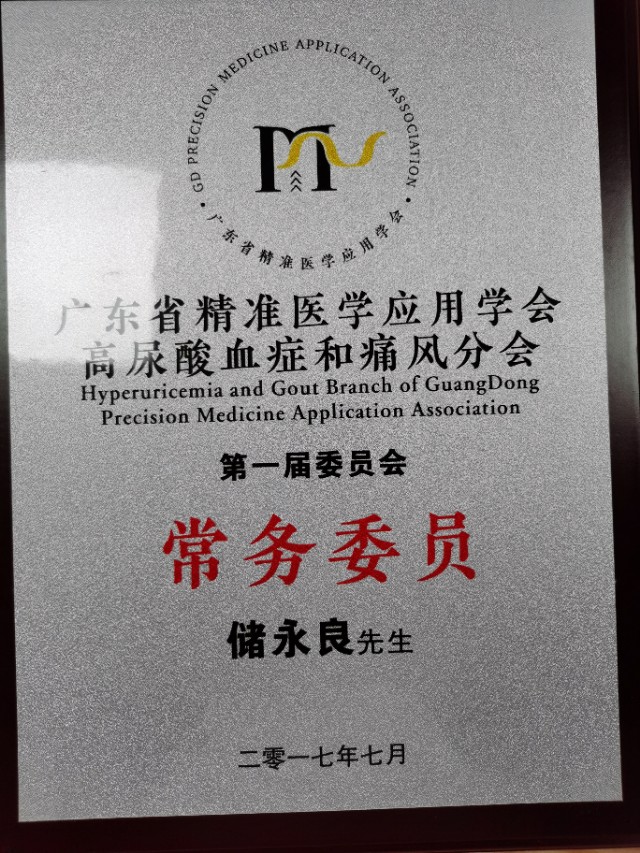 GD PRECISION MEDICINE APPLICATION ASSOCIATION
广东省精准医学应用学会
广东省精准医学应用学会
高尿酸血症和痛风分会
Hyperuricemia and Gout Branch of GuangDong
Precision Medicine Application Association
第一届委员会
常务委员
储永良先生
二零一七年七月